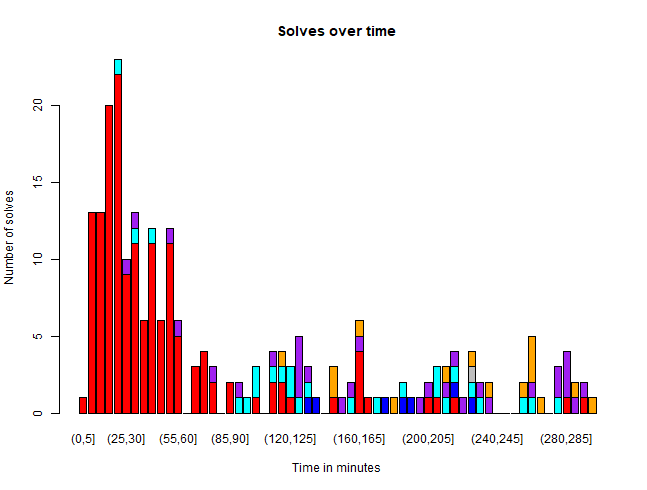 Solves over time
Number of solves
20
15
10
5
0
(0,5] (25,30] (55,60] (85,90] (120,125] (160,165] (200,205] (240,245] (280,285]
Time in minutes